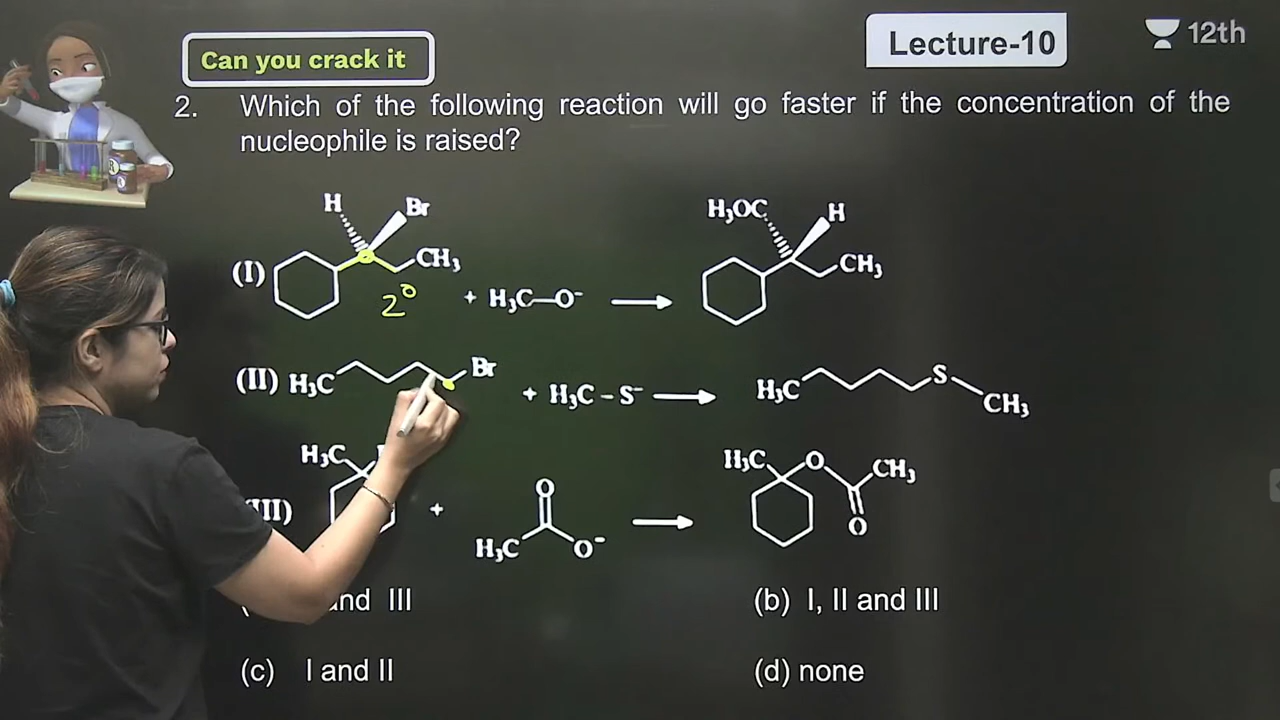 Lecture-10
12th
Can you crack it
2. Which of the following reaction will go faster if the concentration of the
nucleophile is raised?
H Br
(I) CH₃ + H₃C—O⁻
2°
H₃OC H
CH₃
(II) H₃C Br + H₃C – S⁻
H₃C S CH₃
H₃C
+ H₃C O O⁻
H₃C O CH₃
O
and III
(b) I, II and III
(c) I and II
(d) none